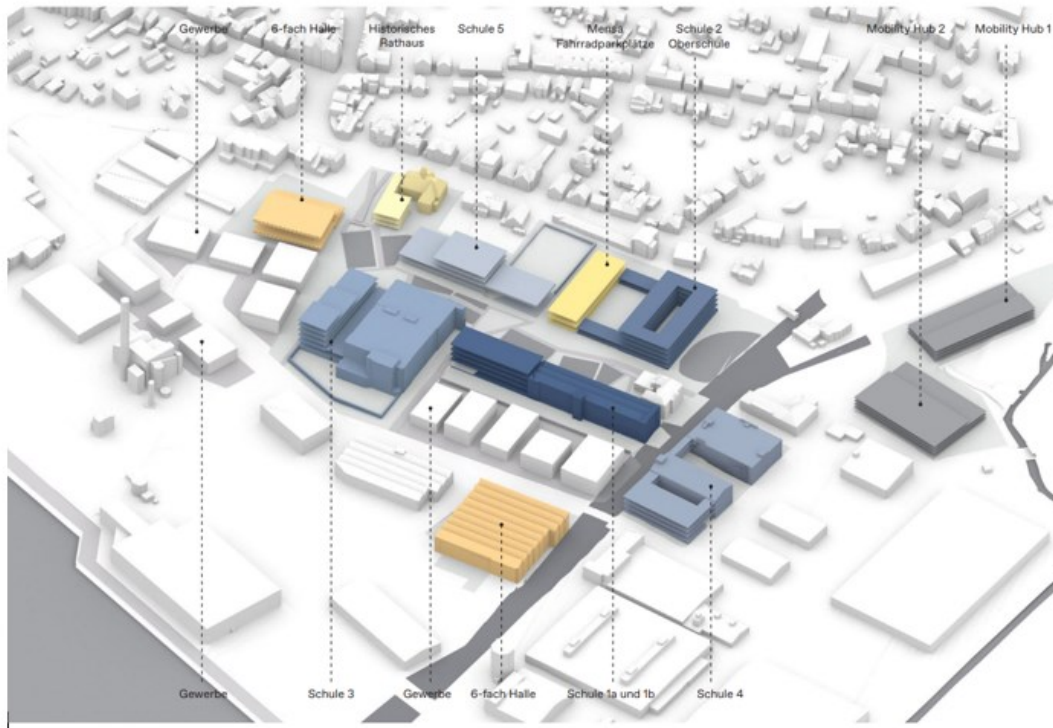 Gewerbe
6-fach Halle
Historisches
Rathaus
Schule 5
Mensa
Fahrradparkplätze
Schule 2
Oberschule
Mobility Hub 2
Mobility Hub 1
Gewerbe
Schule 3
Gewerbe
6-fach Halle
Schule 1a und 1b
Schule 4